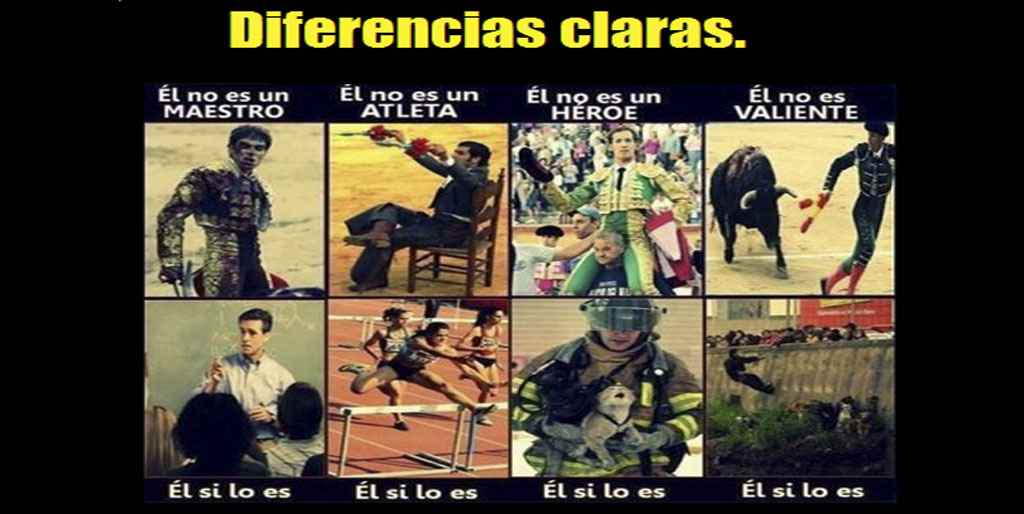 Diferencias claras.
Él no es un
MAESTRO
Él no es un
ATLETA
Él no es un
HÉROE
Él no es
VALIENTE
Él si lo es
Él si lo es
Él si lo es
Él si lo es